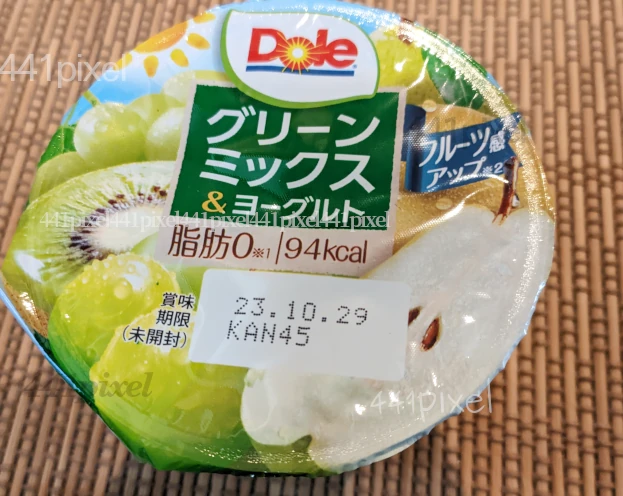 Dole
グリーン
ミックス
&ヨーグルト
フルーツ感
アップ※2
脂肪0※1 94kcal
賞味
期限
(未開封)
23.10.29
KAN45
441pixel
441pixel441pixel441pixel441pixel441pixel
441pixel
441pixel